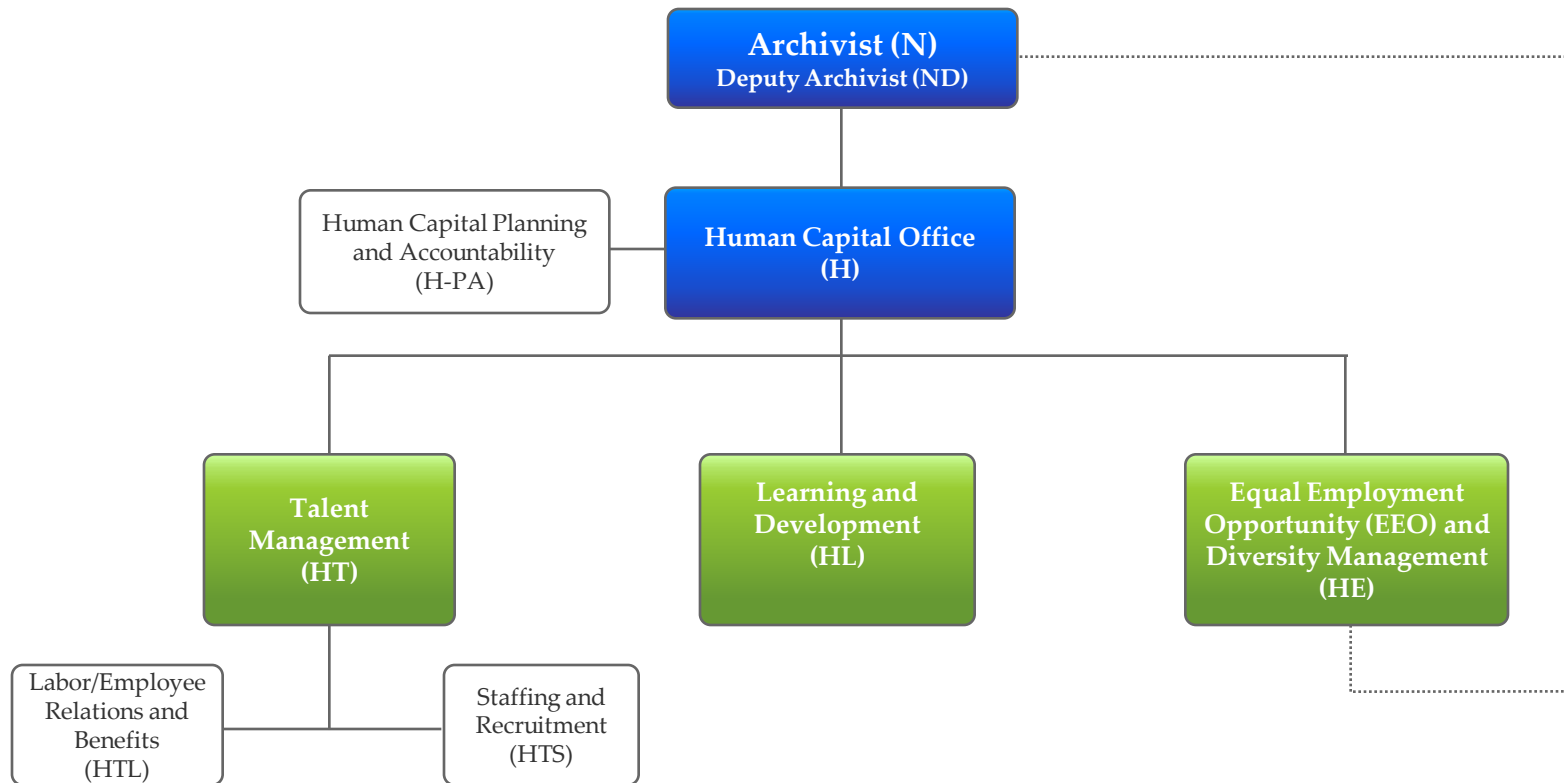 Archivist (N)
Deputy Archivist (ND)
Human Capital Planning
and Accountability
(H-PA)
Human Capital Office
(H)
Talent
Management
(HT)
Learning and
Development
(HL)
Equal Employment
Opportunity (EEO) and
Diversity Management
(HE)
Labor/Employee
Relations and
Benefits
(HTL)
Staffing and
Recruitment
(HTS)